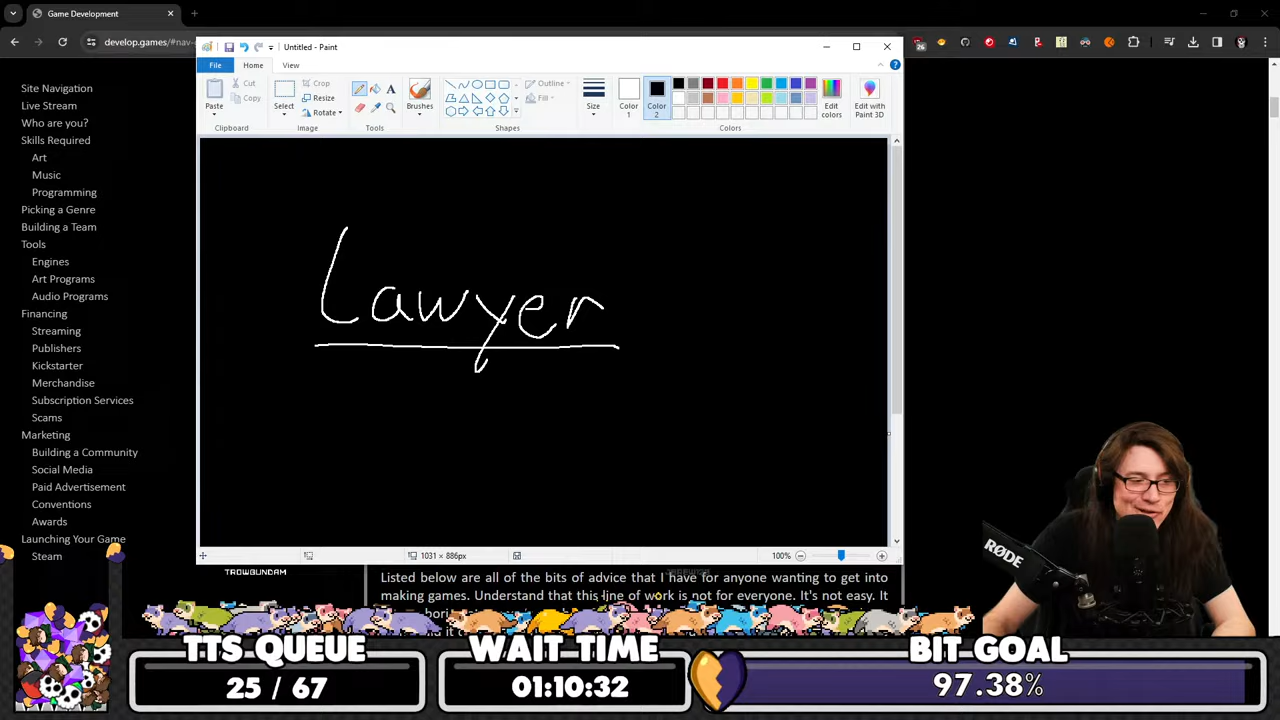 Game Development
develop.games/#nav-
26
Untitled - Paint
File
Home
View
Paste
Cut
Copy
Clipboard
Select
Crop
Resize
Rotate
Image
Tools
Brushes
Shapes
Outline
Fill
Size
Color 1
Color 2
Colors
Edit colors
Edit with Paint 3D
Site Navigation
Live Stream
Who are you?
Skills Required
Art
Music
Programming
Picking a Genre
Building a Team
Tools
Engines
Art Programs
Audio Programs
Financing
Streaming
Publishers
Kickstarter
Merchandise
Subscription Services
Scams
Marketing
Building a Community
Social Media
Paid Advertisement
Conventions
Awards
Launching Your Game
Steam
Lawyer
1031 × 886px
100%
TROWBUNDAM
Listed below are all of the bits of advice that I have for anyone wanting to get into
making games. Understand that this line of work is not for everyone. It's not easy. It
RØDE
TTS QUEUE
25 / 67
WAIT TIME
01:10:32
BIT GOAL
97.38%